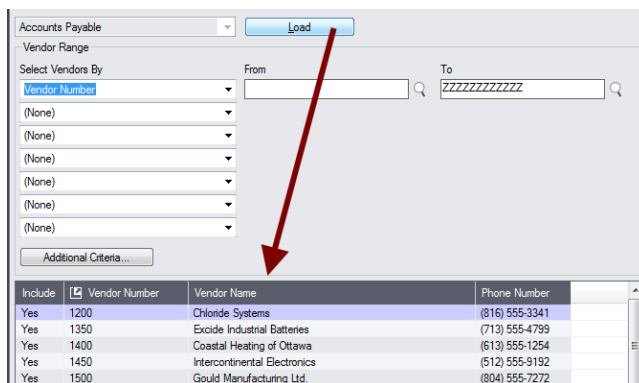 Accounts Payable Load
Vendor Range
Select Vendors By From To
Vendor Number ZZZZZZZZZZZZ
(None)
(None)
(None)
(None)
(None)
(None)
Additional Criteria...
Include Vendor Number Vendor Name Phone Number
Yes 1200 Chloride Systems (816) 555-3341
Yes 1350 Excide Industrial Batteries (713) 555-4799
Yes 1400 Coastal Heating of Ottawa (613) 555-1254
Yes 1450 Intercontinental Electronics (512) 555-9192
Yes 1500 Gould Manufacturing Ltd. (804) 555-7272